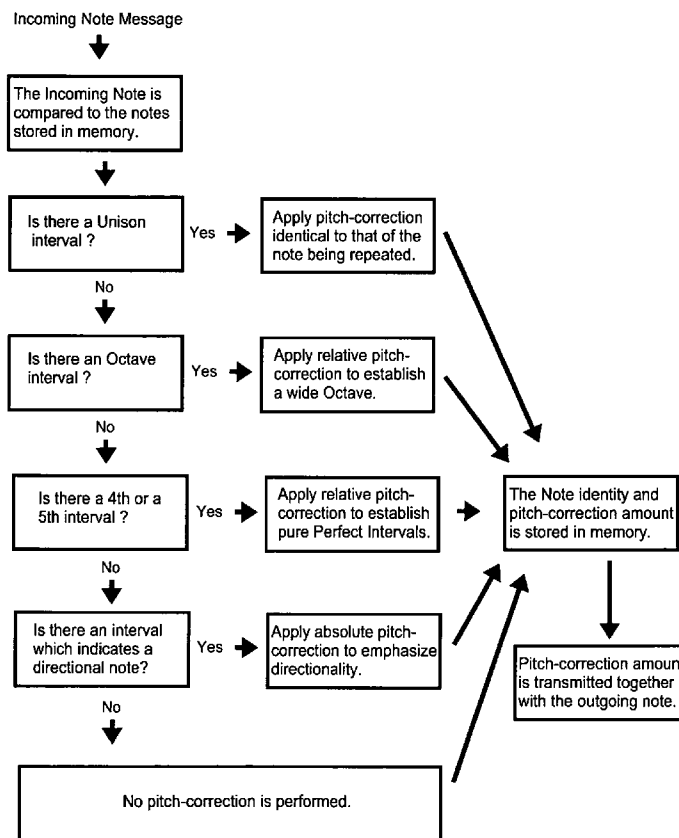 Incoming Note Message
The Incoming Note is
compared to the notes
stored in memory.
Is there a Unison
interval ?
Yes
Apply pitch-correction
identical to that of the
note being repeated.
No
Is there an Octave
interval ?
Yes
Apply relative pitch-
correction to establish
a wide Octave.
No
Is there a 4th or a
5th interval ?
Yes
Apply relative pitch-
correction to establish
pure Perfect Intervals.
The Note identity and
pitch-correction amount
is stored in memory.
No
Is there an interval
which indicates a
directional note?
Yes
Apply absolute pitch-
correction to emphasize
directionality.
Pitch-correction amount
is transmitted together
with the outgoing note.
No
No pitch-correction is performed.